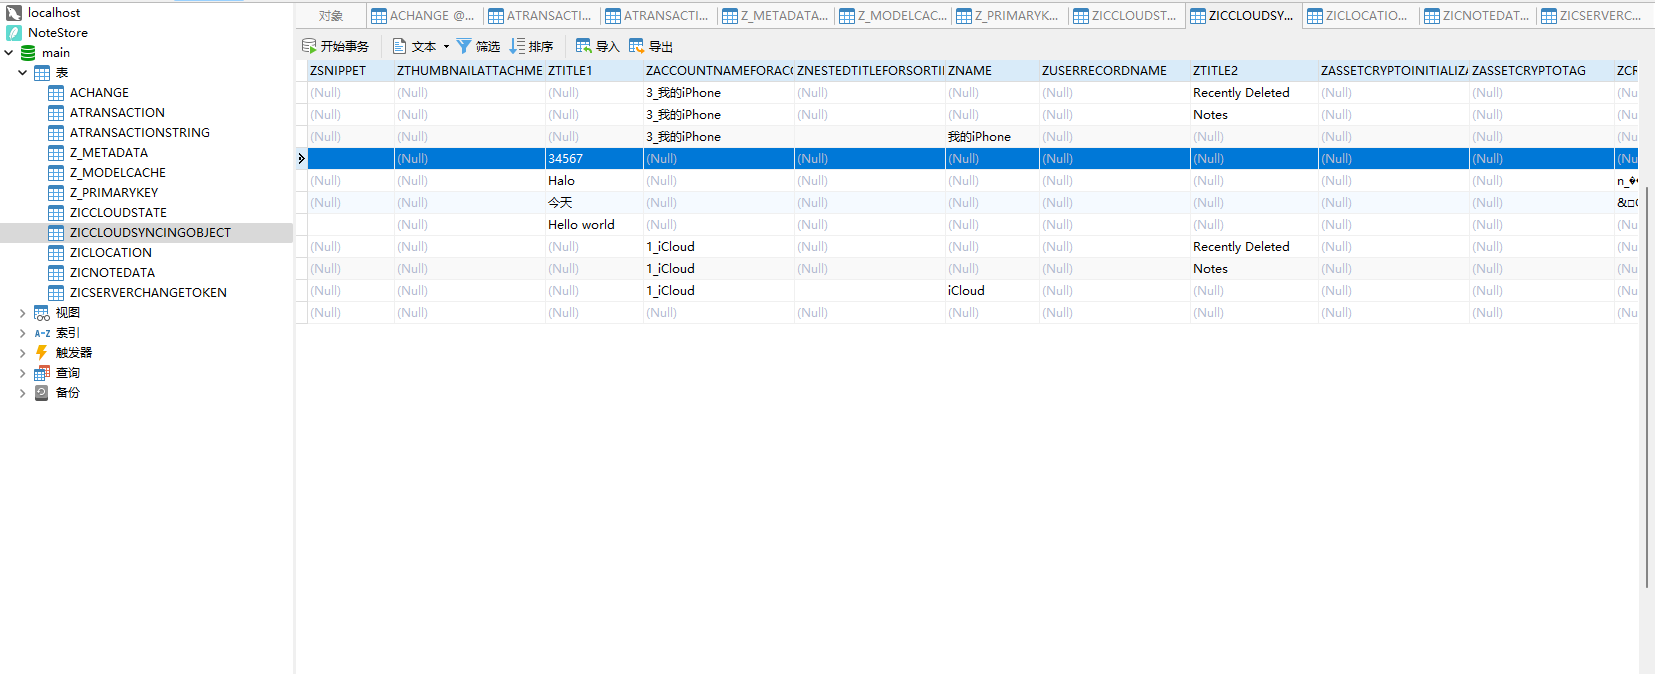 localhost
NoteStore
main
表
ACHANGE
ATRANSACTION
ATRANSACTIONSTRING
Z_METADATA
Z_MODELCACHE
Z_PRIMARYKEY
ZICCLOUDSTATE
ZICCLOUDSYNCINGOBJECT
ZICLOCATION
ZICNOTEDATA
ZICSERVERCHANGETOKEN
视图
A-Z 索引
触发器
查询
备份
对象 ACHANGE @... ATRANSACTI... ATRANSACTI... Z_METADATA... Z_MODELCAC... Z_PRIMARYK... ZICCLOUDST... ZICCLOUDSY... ZICLOCATIO... ZICNOTEDAT... ZICSERVERC...
开始事务 文本 筛选 排序 导入 导出
ZSNIPPET ZTHUMBNAILATTACHME ZTITLE1 ZACCOUNTNAMEFORACC ZNESTEDTITLEFORSORTII ZNAME ZUSERRECORDNAME ZTITLE2 ZASSETCRYPTOINITIALIZA ZASSETCRYPTOTAG ZCR
(Null) (Null) (Null) 3_我的iPhone (Null) (Null) (Null) Recently Deleted (Null) (Null) (Nu
(Null) (Null) (Null) 3_我的iPhone (Null) (Null) (Null) Notes (Null) (Null) (Nu
(Null) (Null) (Null) 3_我的iPhone 我的iPhone (Null) (Null) (Null) (Null) (Nu
(Null) 34567 (Null) (Null) (Null) (Null) (Null) (Null) (Null) (Nu
(Null) (Null) Halo (Null) (Null) (Null) (Null) (Null) (Null) (Null) n_
(Null) (Null) 今天 (Null) (Null) (Null) (Null) (Null) (Null) (Null) &
(Null) Hello world (Null) (Null) (Null) (Null) (Null) (Null) (Null) (Nu
(Null) (Null) (Null) 1_iCloud (Null) (Null) (Null) Recently Deleted (Null) (Null) (Nu
(Null) (Null) (Null) 1_iCloud (Null) (Null) (Null) Notes (Null) (Null) (Nu
(Null) (Null) (Null) 1_iCloud iCloud (Null) (Null) (Null) (Null) (Nu
(Null) (Null) (Null) (Null) (Null) (Null) (Null) (Null) (Null) (Null) (Nu